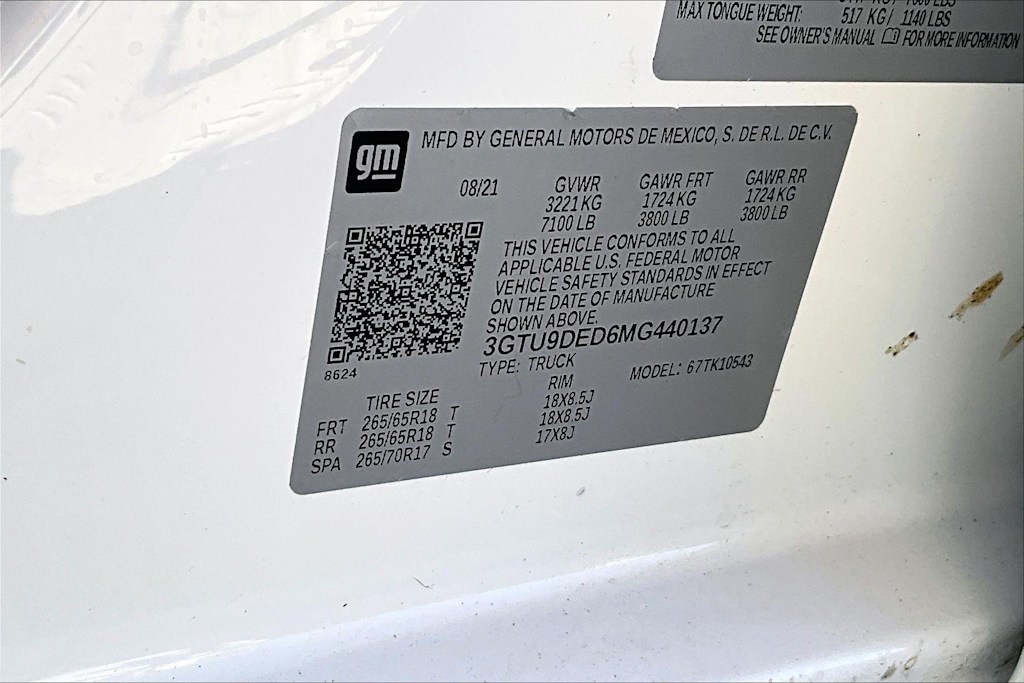 MAX TONGUE WEIGHT: 517 KG/ 1140 LBS
SEE OWNER'S MANUAL FOR MORE INFORMATION
gm
MFD BY GENERAL MOTORS DE MEXICO, S. DE R.L. DE C.V.
08/21 GVWR GAWR FRT GAWR RR
3221 KG 1724 KG 1724 KG
7100 LB 3800 LB 3800 LB
THIS VEHICLE CONFORMS TO ALL
APPLICABLE U.S. FEDERAL MOTOR
VEHICLE SAFETY STANDARDS IN EFFECT
ON THE DATE OF MANUFACTURE
SHOWN ABOVE.
3GTU9DED6MG440137
8624
TYPE: TRUCK MODEL: 67TK10543
TIRE SIZE RIM
FRT 265/65R18 T 18X8.5J
RR 265/65R18 T 18X8.5J
SPA 265/70R17 S 17X8J